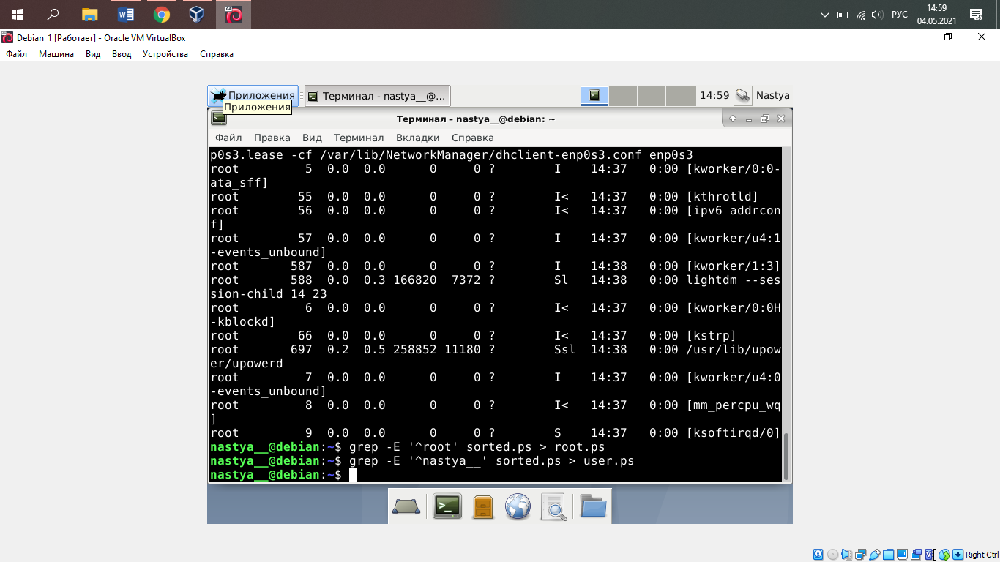 14:59
РУС
04.05.2021
Debian_1 [Работает] - Oracle VM VirtualBox
Файл Машина Вид Ввод Устройства Справка
Приложения Терминал - nastya__@... 14:59 Nastya
Приложения
Терминал - nastya__@debian: ~
Файл Правка Вид Терминал Вкладки Справка
p0s3.lease -cf /var/lib/NetworkManager/dhclient-enp0s3.conf enp0s3
root 5 0.0 0.0 0 0 ? I 14:37 0:00 [kworker/0:0-
ata_sff]
root 55 0.0 0.0 0 0 ? I< 14:37 0:00 [kthrotld]
root 56 0.0 0.0 0 0 ? I< 14:37 0:00 [ipv6_addrcon
f]
root 57 0.0 0.0 0 0 ? I 14:37 0:00 [kworker/u4:1
-events_unbound]
root 587 0.0 0.0 0 0 ? I 14:38 0:00 [kworker/1:3]
root 588 0.0 0.3 166820 7372 ? Sl 14:38 0:00 lightdm --ses
sion-child 14 23
root 6 0.0 0.0 0 0 ? I< 14:37 0:00 [kworker/0:0H
-kblockd]
root 66 0.0 0.0 0 0 ? I< 14:37 0:00 [kstrp]
root 697 0.2 0.5 258852 11180 ? Ssl 14:38 0:00 /usr/lib/upow
er/upowerd
root 7 0.0 0.0 0 0 ? I 14:37 0:00 [kworker/u4:0
-events_unbound]
root 8 0.0 0.0 0 0 ? I< 14:37 0:00 [mm_percpu_wq
]
root 9 0.0 0.0 0 0 ? S 14:37 0:00 [ksoftirqd/0]
nastya__@debian:~$ grep -E '^root' sorted.ps > root.ps
nastya__@debian:~$ grep -E '^nastya__' sorted.ps > user.ps
nastya__@debian:~$
Right Ctrl